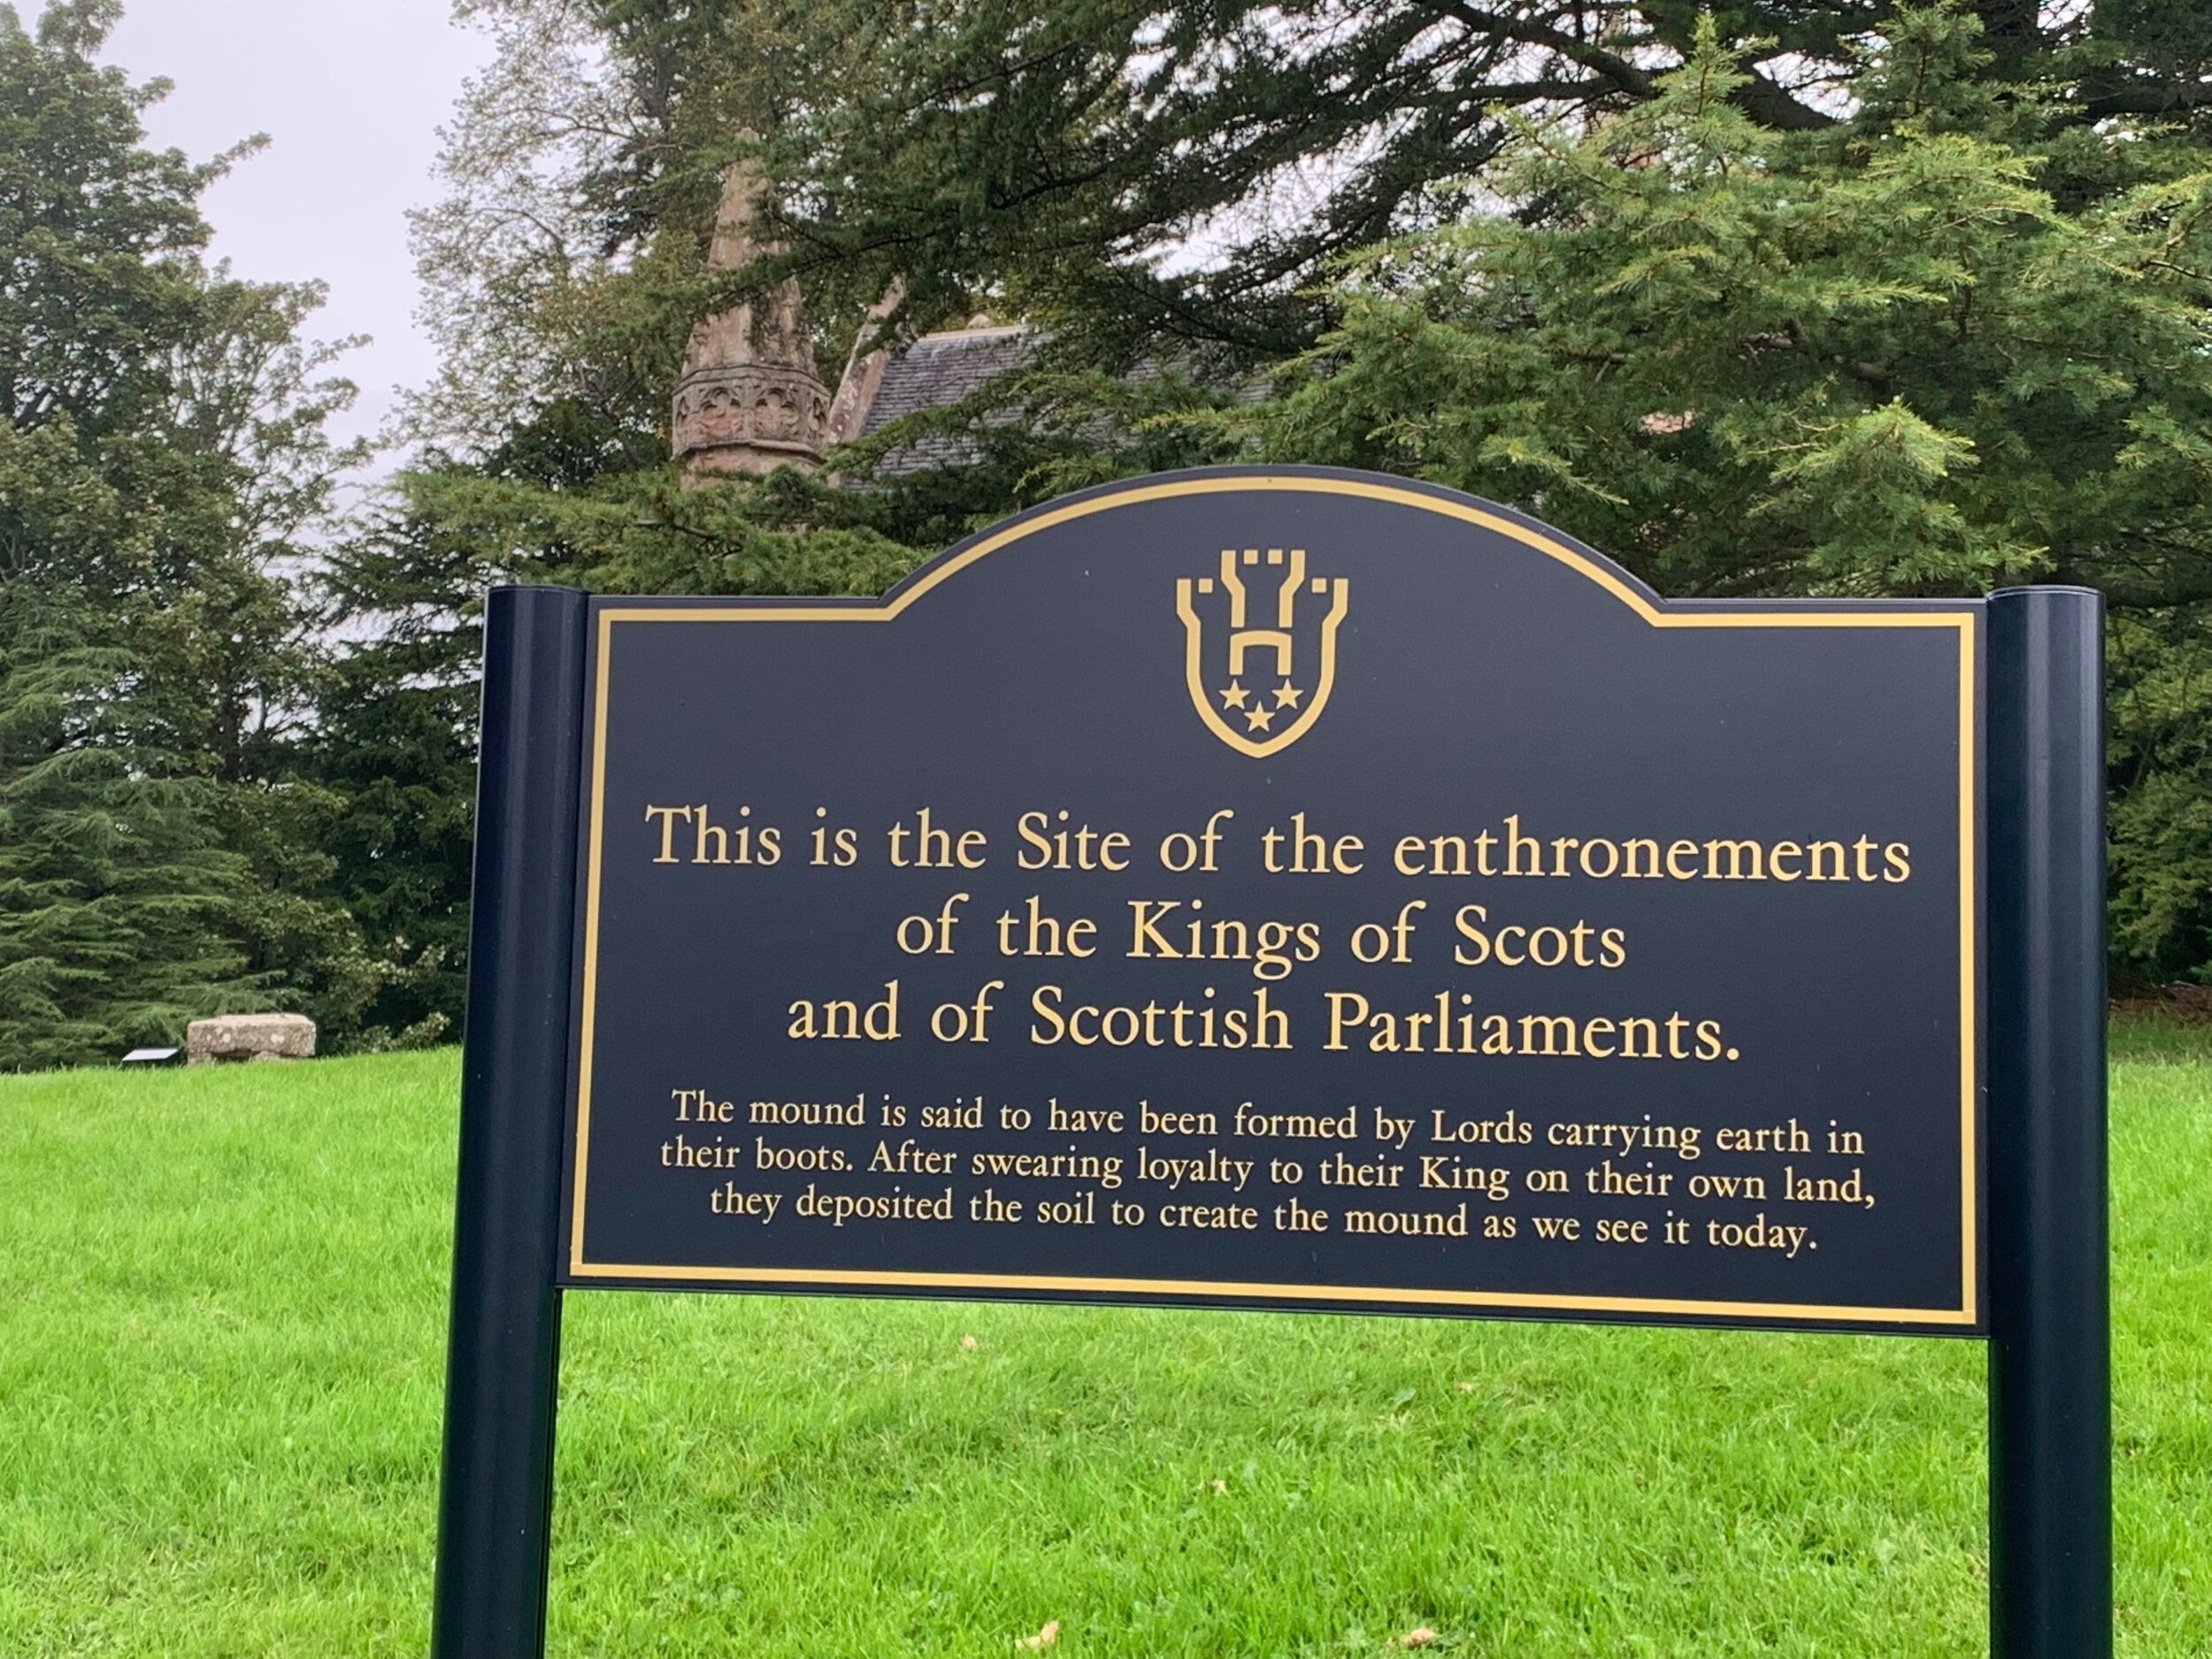 This is the Site of the enthronements
of the Kings of Scots
and of Scottish Parliaments.
The mound is said to have been formed by Lords carrying earth in
their boots. After swearing loyalty to their King on their own land,
they deposited the soil to create the mound as we see it today.